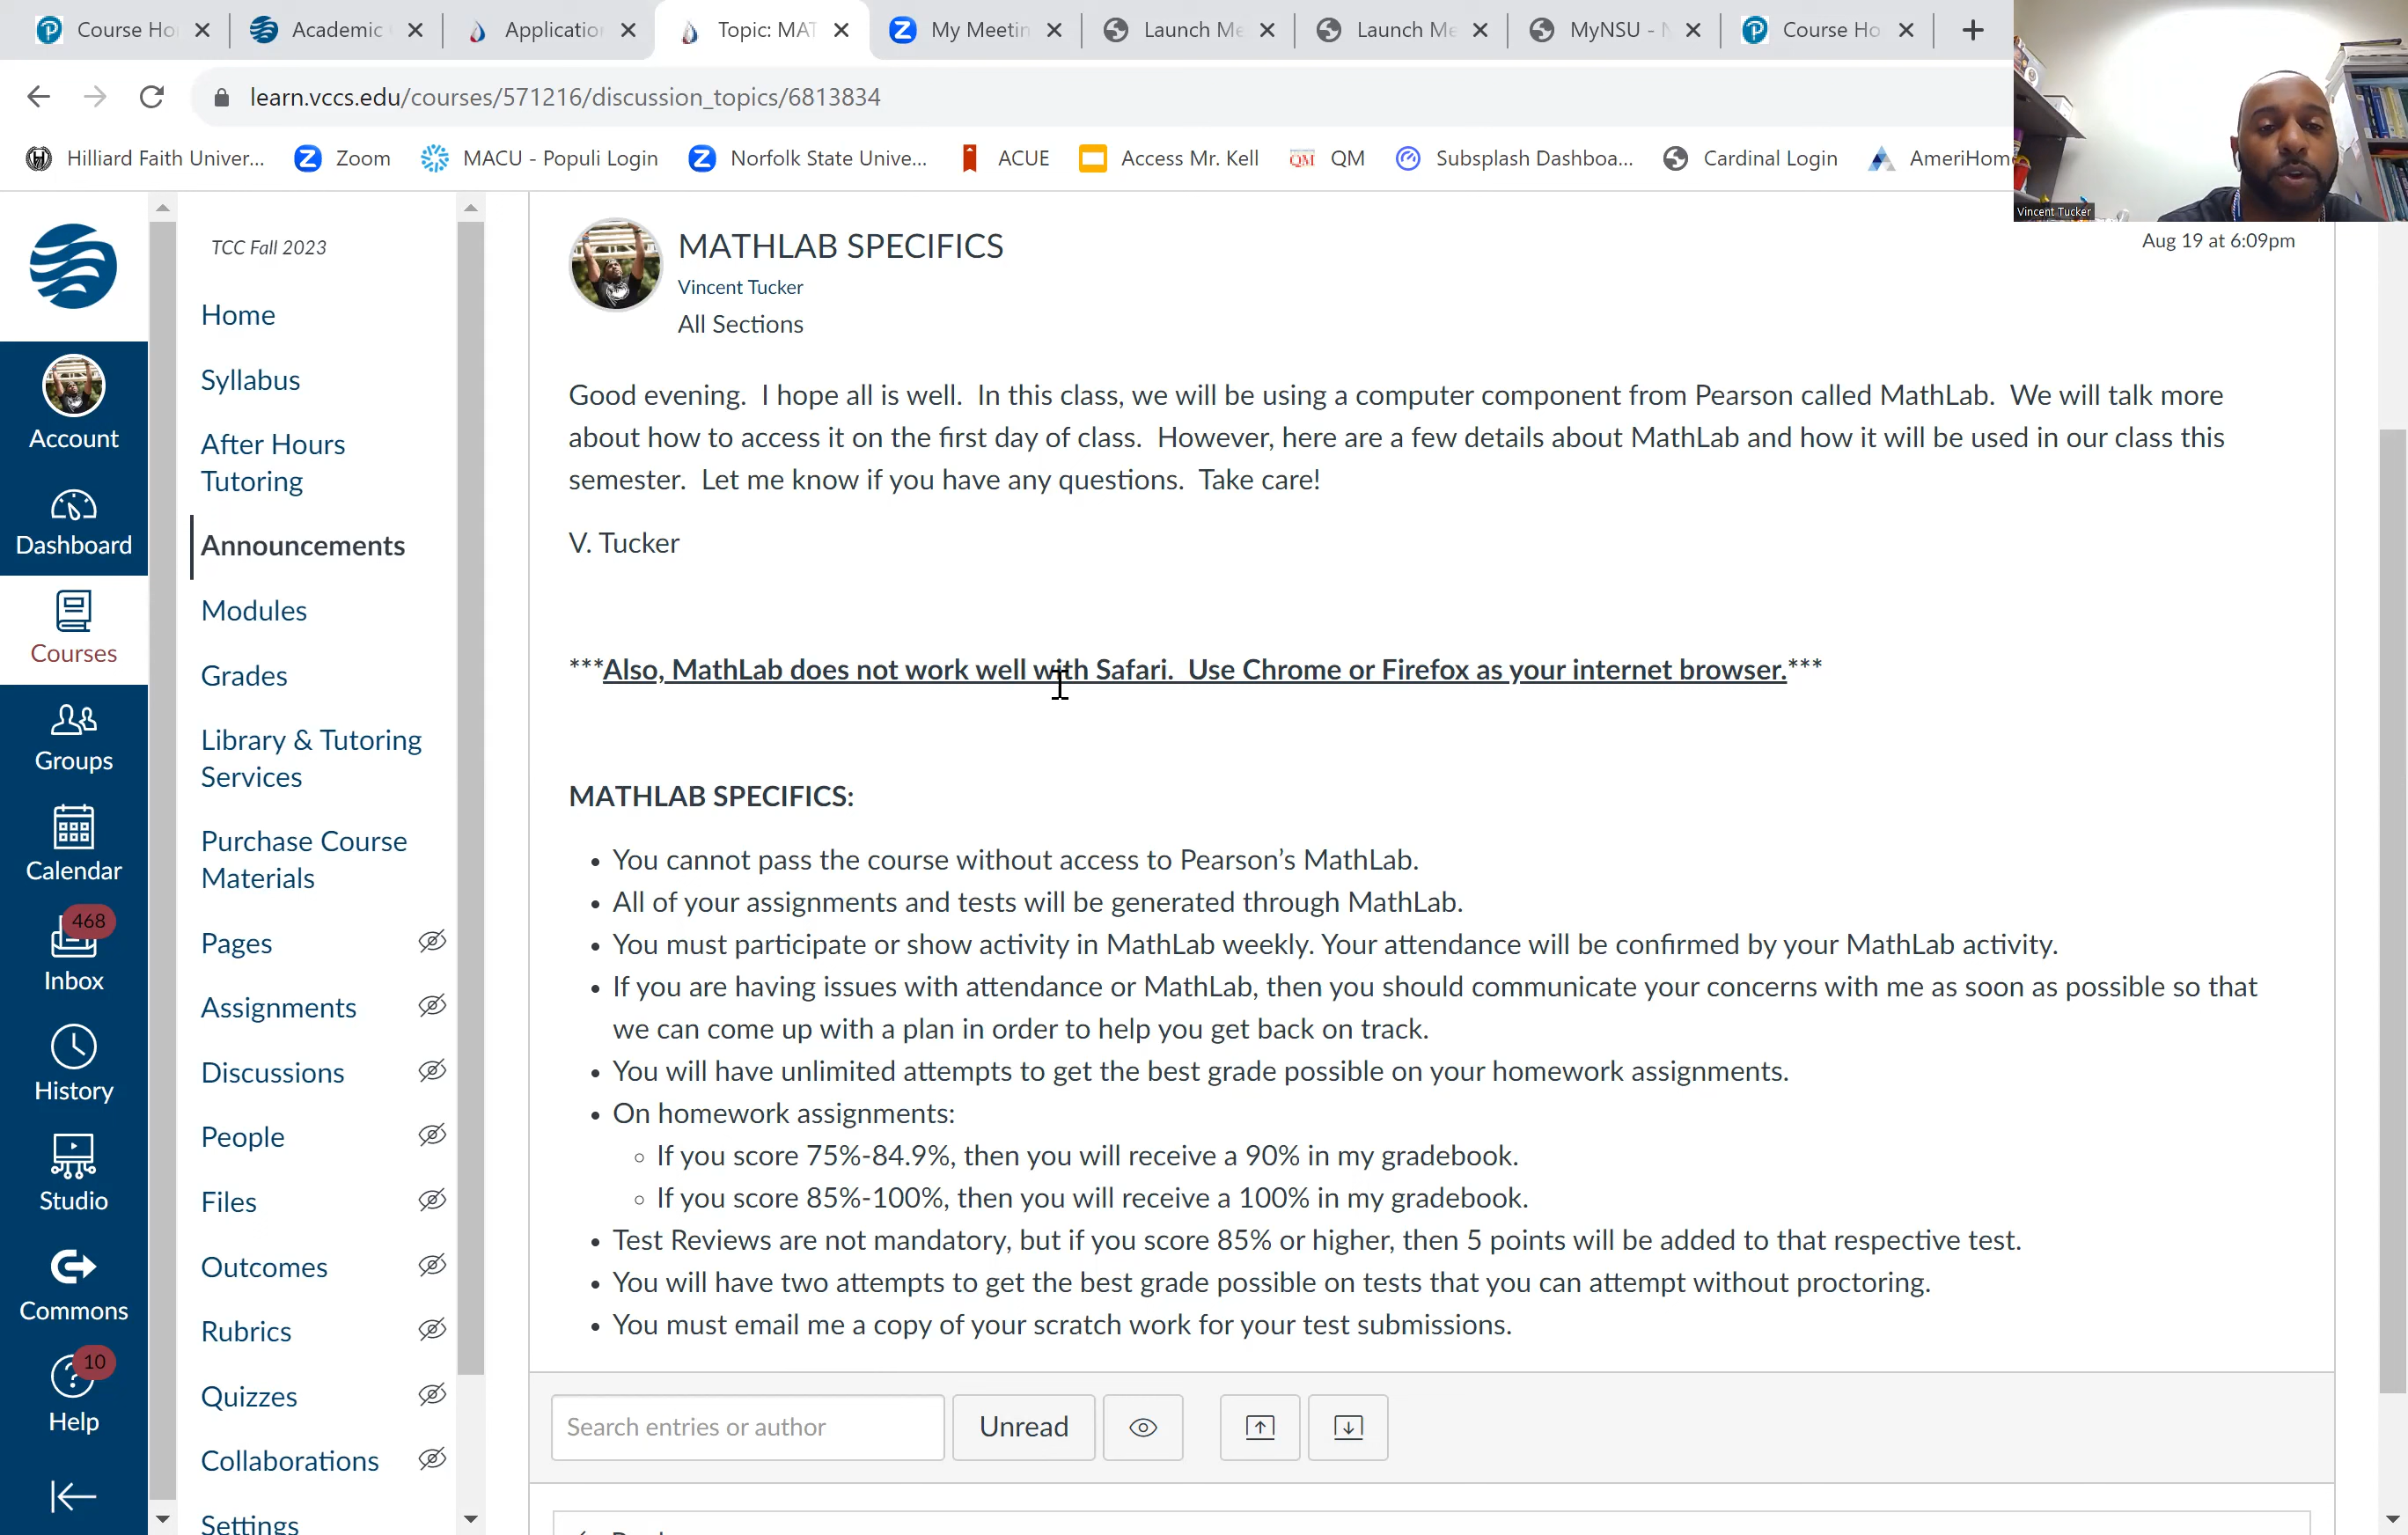 Course Ho
Academic
Application
Topic: MAT
My Meetin
Launch Me
Launch Me
MyNSU - N
Course Ho
learn.vccs.edu/courses/571216/discussion_topics/6813834
Hilliard Faith Univer...
Zoom
MACU - Populi Login
Norfolk State Unive...
ACUE
Access Mr. Kell
QM QM
Subsplash Dashboa...
Cardinal Login
AmeriHom
Vincent Tucker
Account
Dashboard
Courses
Groups
Calendar
468
Inbox
History
Studio
Commons
10
Help
TCC Fall 2023
Home
Syllabus
After Hours
Tutoring
Announcements
Modules
Grades
Library & Tutoring
Services
Purchase Course
Materials
Pages
Assignments
Discussions
People
Files
Outcomes
Rubrics
Quizzes
Collaborations
Settings
MATHLAB SPECIFICS
Aug 19 at 6:09pm
Vincent Tucker
All Sections
Good evening.  I hope all is well.  In this class, we will be using a computer component from Pearson called MathLab.  We will talk more
about how to access it on the first day of class.  However, here are a few details about MathLab and how it will be used in our class this
semester.  Let me know if you have any questions.  Take care!
V. Tucker
***Also, MathLab does not work well with Safari.  Use Chrome or Firefox as your internet browser.***
MATHLAB SPECIFICS:
• You cannot pass the course without access to Pearson’s MathLab.
• All of your assignments and tests will be generated through MathLab.
• You must participate or show activity in MathLab weekly. Your attendance will be confirmed by your MathLab activity.
• If you are having issues with attendance or MathLab, then you should communicate your concerns with me as soon as possible so that
we can come up with a plan in order to help you get back on track.
• You will have unlimited attempts to get the best grade possible on your homework assignments.
• On homework assignments:
◦ If you score 75%-84.9%, then you will receive a 90% in my gradebook.
◦ If you score 85%-100%, then you will receive a 100% in my gradebook.
• Test Reviews are not mandatory, but if you score 85% or higher, then 5 points will be added to that respective test.
• You will have two attempts to get the best grade possible on tests that you can attempt without proctoring.
• You must email me a copy of your scratch work for your test submissions.
Search entries or author
Unread